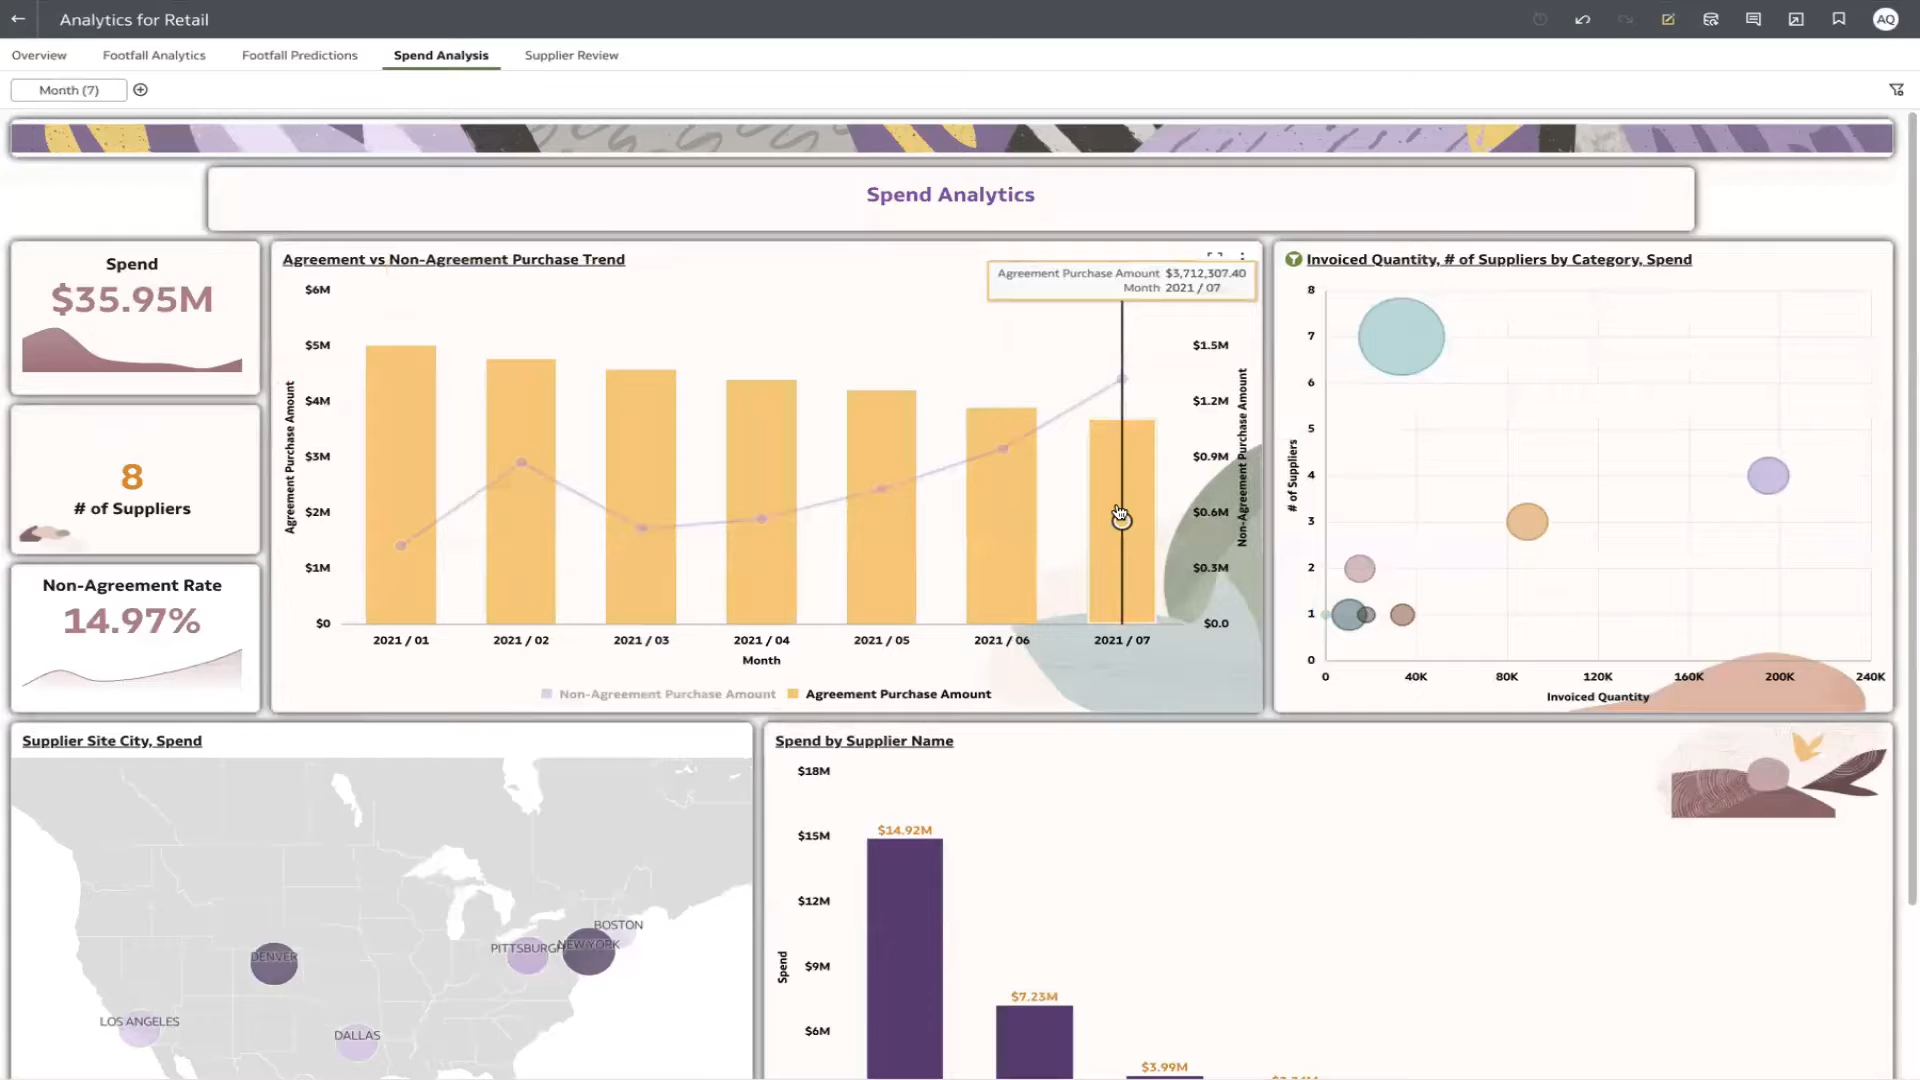 Analytics for Retail
AQ
Overview
Footfall Analytics
Footfall Predictions
Spend Analysis
Supplier Review
Month (7)
Spend Analytics
Spend
$35.95M
8
# of Suppliers
Non-Agreement Rate
14.97%
Agreement vs Non-Agreement Purchase Trend
Agreement Purchase Amount $3,712,307.40
Month 2021 / 07
$6M
$5M
$4M
$3M
$2M
$1M
$0
Agreement Purchase Amount
$1.5M
$1.2M
$0.9M
$0.6M
$0.3M
$0.0
Non-Agreement Purchase Amount
2021 / 01
2021 / 02
2021 / 03
2021 / 04
2021 / 05
2021 / 06
2021 / 07
Month
Non-Agreement Purchase Amount
Agreement Purchase Amount
Invoiced Quantity, # of Suppliers by Category, Spend
8
7
6
5
4
3
2
1
0
# of Suppliers
0
40K
80K
120K
160K
200K
240K
Invoiced Quantity
Supplier Site City, Spend
BOSTON
PITTSBURGH
NEW YORK
DENVER
LOS ANGELES
DALLAS
Spend by Supplier Name
$18M
$15M
$12M
$9M
$6M
Spend
$14.92M
$7.23M
$3.99M